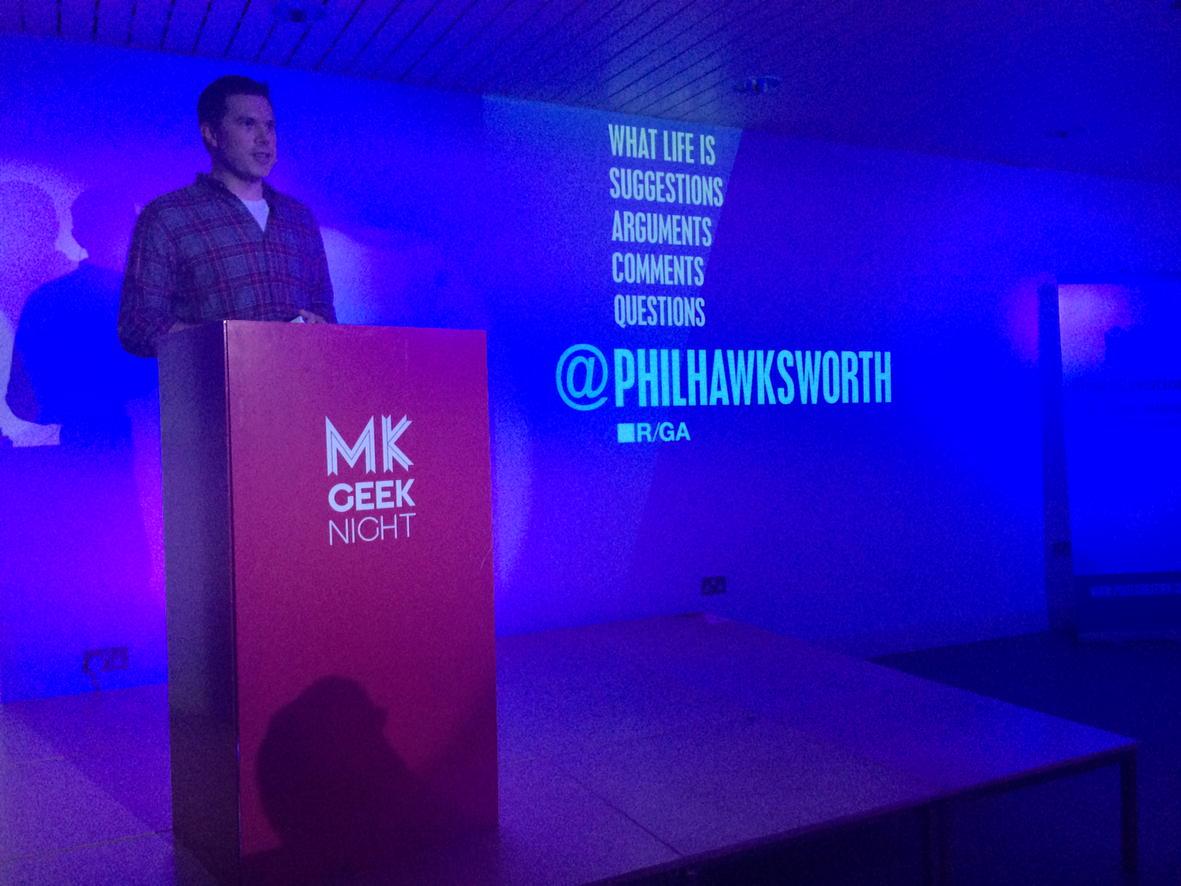 WHAT LIFE IS
SUGGESTIONS
ARGUMENTS
COMMENTS
QUESTIONS
@PHILHAWKSWORTH
R/GA
MK
GEEK
NIGHT